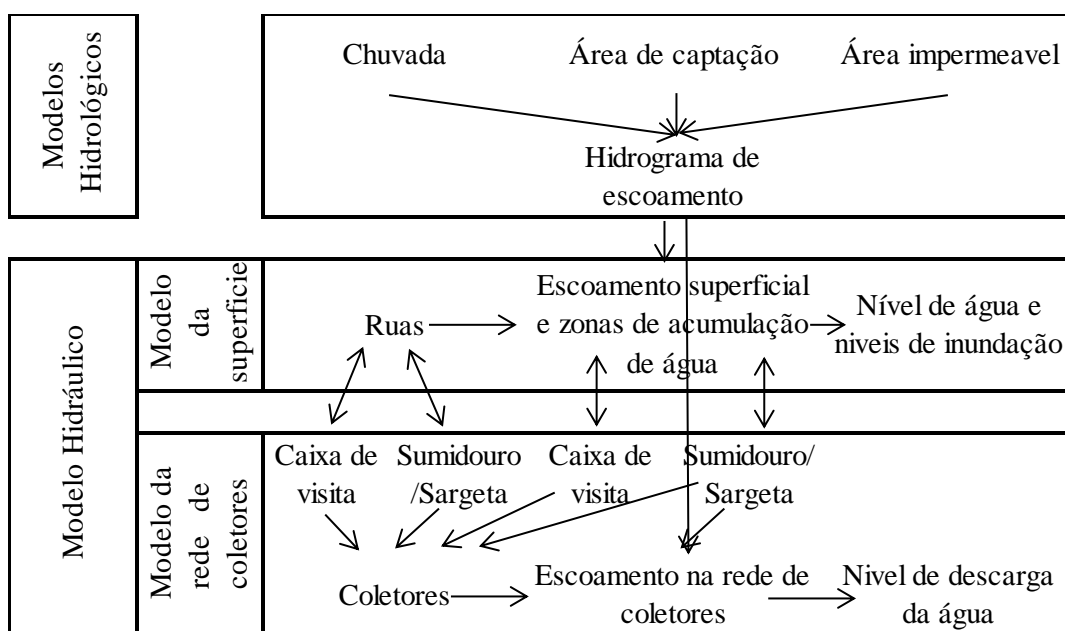 Modelos
Hidrológicos
Chuvada
Área de captação
Área impermeavel
Hidrograma de
escoamento
Modelo Hidráulico
Modelo
da
superficie
Ruas
Escoamento superficial
e zonas de acumulação
de água
Nível de água e
niveis de inundação
Modelo da
rede de
coletores
Caixa de
visita
Sumidouro
/Sargeta
Caixa de
visita
Sumidouro/
Sargeta
Coletores
Escoamento na rede de
coletores
Nivel de descarga
da água